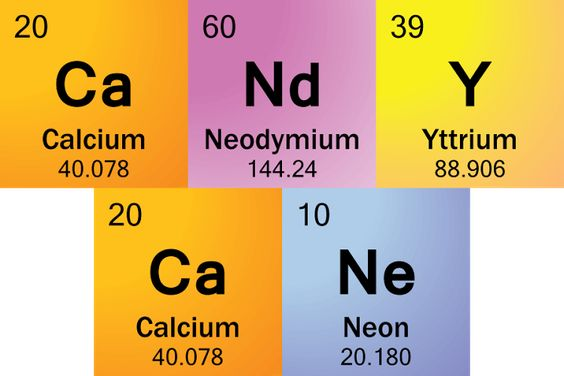 20 60 39
Ca Nd Y
Calcium Neodymium Yttrium
40.078 144.24 88.906
20 10
Ca Ne
Calcium Neon
40.078 20.180